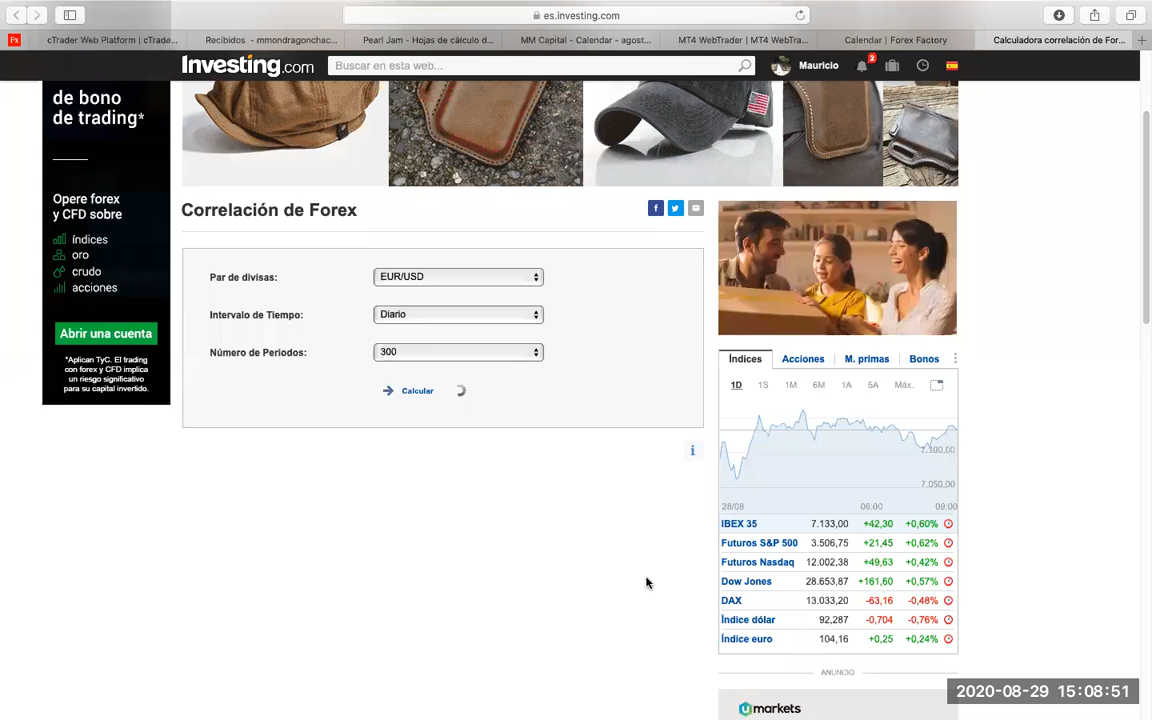 es.investing.com
Fx
cTrader Web Platform | cTrade...
Recibidos - mmondragonchac...
Pearl Jam - Hojas de cálculo d...
MM Capital - Calendar - agost...
MT4 WebTrader | MT4 WebTra...
Calendar | Forex Factory
Calculadora correlación de For...
Investing.com
Buscar en esta web...
Mauricio
2
de bono
de trading*
Opere forex
y CFD sobre
índices
oro
crudo
acciones
Abrir una cuenta
*Aplican TyC. El trading
con forex y CFD implica
un riesgo significativo
para su capital invertido.
Correlación de Forex
Par de divisas:
EUR/USD
Intervalo de Tiempo:
Diario
Número de Periodos:
300
Calcular
Índices Acciones M. primas Bonos
1D 1S 1M 6M 1A 5A Máx.
7.100,00
7.050,00
28/08 06:00 09:00
IBEX 35 7.133,00 +42,30 +0,60%
Futuros S&P 500 3.506,75 +21,45 +0,62%
Futuros Nasdaq 12.002,38 +49,63 +0,42%
Dow Jones 28.653,87 +161,60 +0,57%
DAX 13.033,20 -63,16 -0,48%
Índice dólar 92,287 -0,704 -0,76%
Índice euro 104,16 +0,25 +0,24%
ANUNCIO
markets
2020-08-29 15:08:51